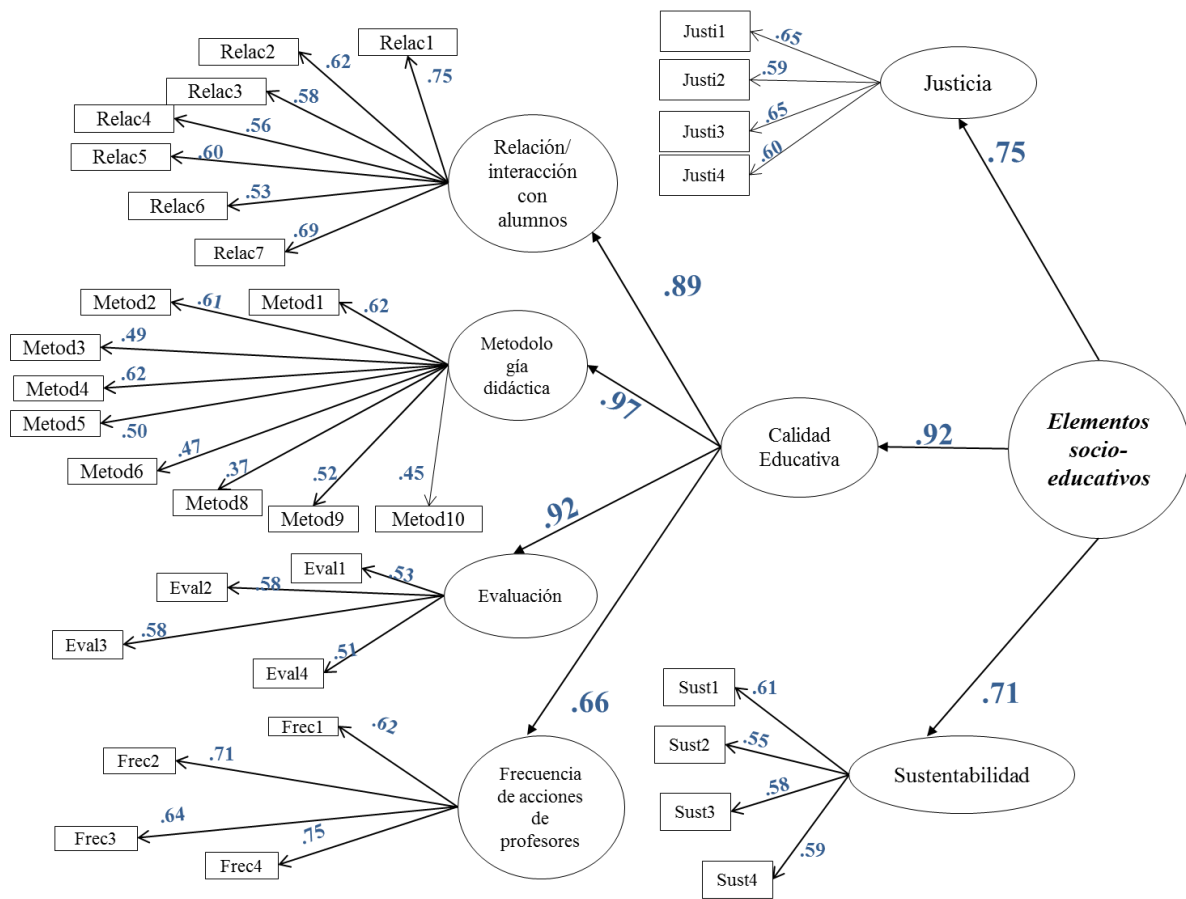 Relac1
.75
Relac2
.62
Relac3
.58
Relac4
.56
Relac5
.60
Relac6
.53
Relac7
.69
Relación/
interacción
con
alumnos
Justi1
.65
Justi2
.59
Justi3
.65
Justi4
.60
Justicia
.75
.89
Metod1
.62
Metod2
.61
Metod3
.49
Metod4
.62
Metod5
.50
Metod6
.47
Metod8
.37
Metod9
.52
Metod10
.45
Metodolo
gía
didáctica
.97
Calidad
Educativa
.92
Elementos
socio-
educativos
.92
Eval1
.53
Eval2
.58
Eval3
.58
Eval4
.51
Evaluación
.66
Frec1
.62
Frec2
.71
Frec3
.64
Frec4
.75
Frecuencia
de acciones
de
profesores
.71
Sust1
.61
Sust2
.55
Sust3
.58
Sust4
.59
Sustentabilidad